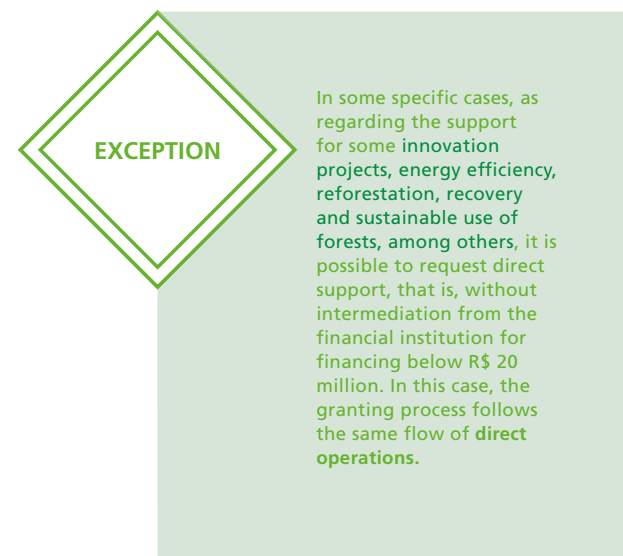 EXCEPTION
In some specific cases, as
regarding the support
for some innovation
projects, energy efficiency,
reforestation, recovery
and sustainable use of
forests, among others, it is
possible to request direct
support, that is, without
intermediation from the
financial institution for
financing below R$ 20
million. In this case, the
granting process follows
the same flow of direct
operations.